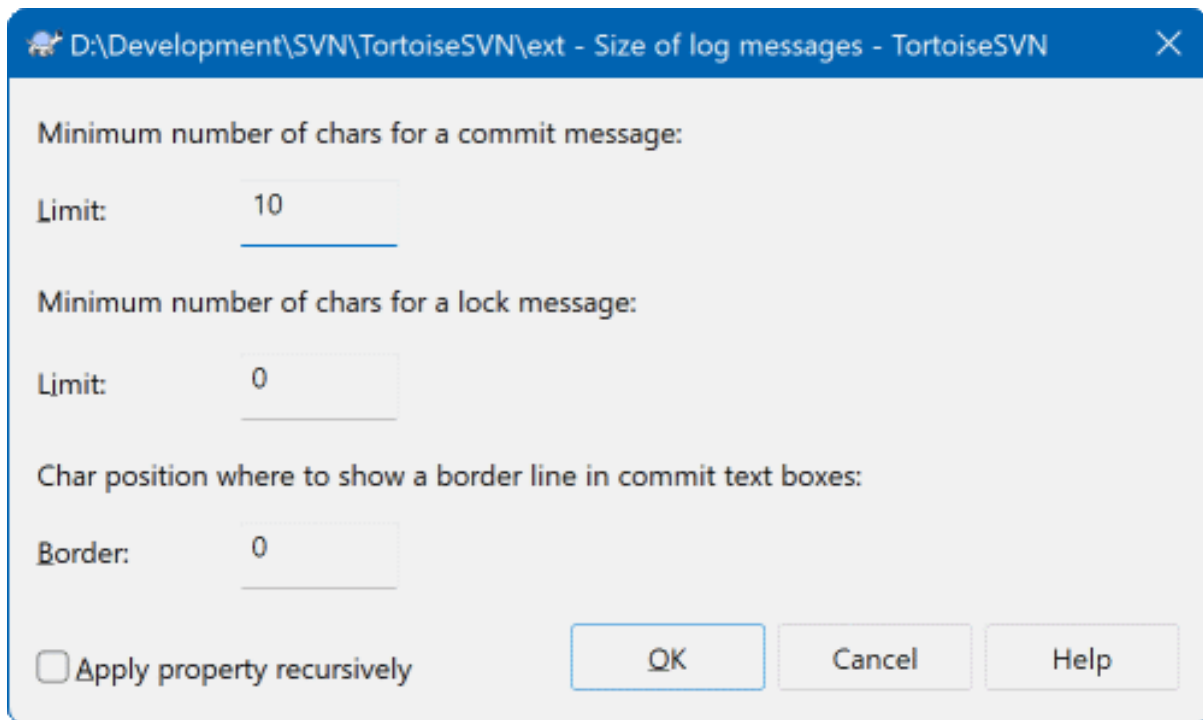 D:\Development\SVN\TortoiseSVN\ext - Size of log messages - TortoiseSVN
Minimum number of chars for a commit message:
Limit: 10
Minimum number of chars for a lock message:
Limit: 0
Char position where to show a border line in commit text boxes:
Border: 0
Apply property recursively OK Cancel Help